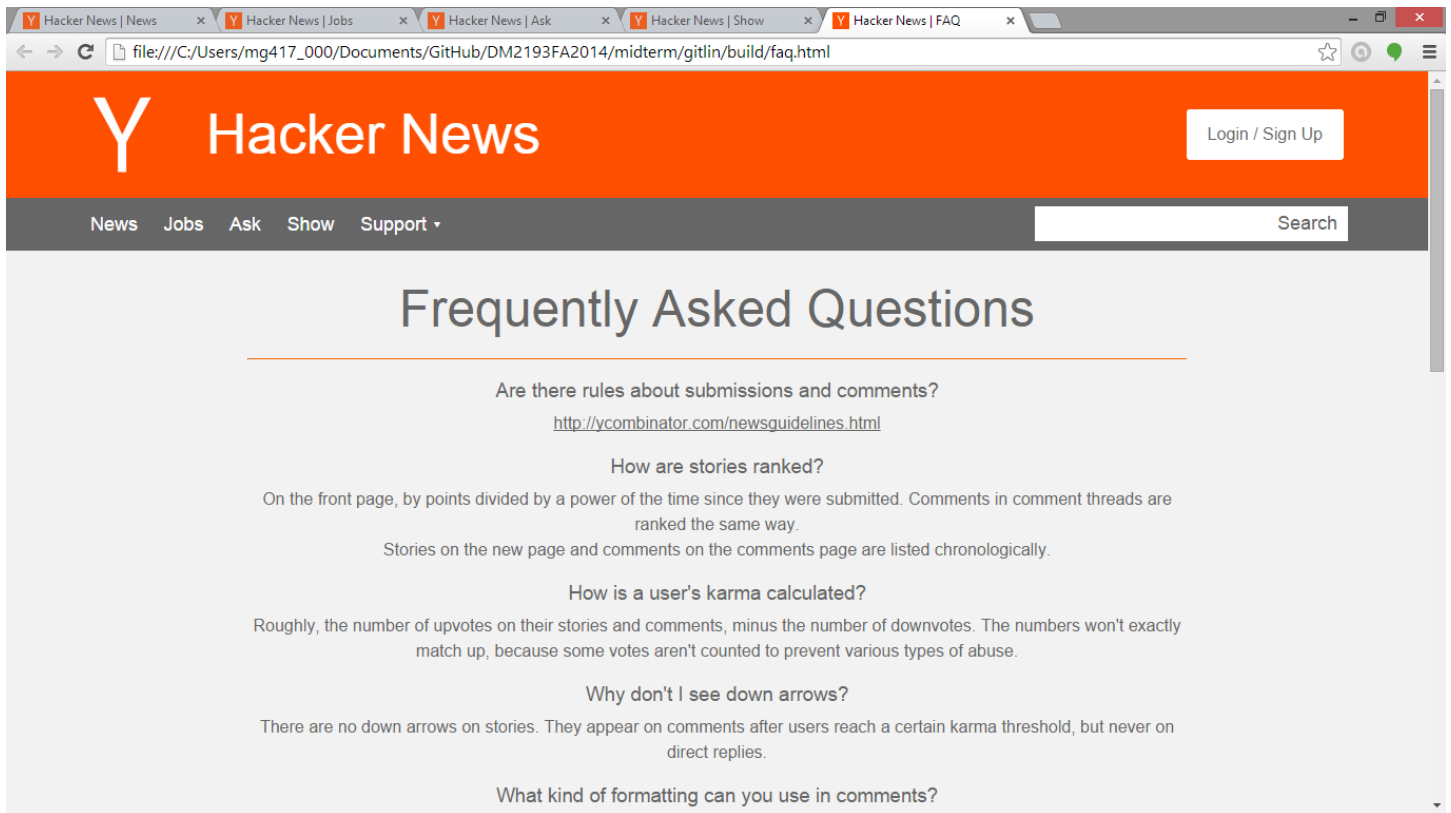 Hacker News | News
Hacker News | Jobs
Hacker News | Ask
Hacker News | Show
Hacker News | FAQ
file:///C:/Users/mg417_000/Documents/GitHub/DM2193FA2014/midterm/gitlin/build/faq.html
Y Hacker News
Login / Sign Up
News Jobs Ask Show Support
Search
Frequently Asked Questions
Are there rules about submissions and comments?
http://ycombinator.com/newsguidelines.html
How are stories ranked?
On the front page, by points divided by a power of the time since they were submitted. Comments in comment threads are
ranked the same way.
Stories on the new page and comments on the comments page are listed chronologically.
How is a user's karma calculated?
Roughly, the number of upvotes on their stories and comments, minus the number of downvotes. The numbers won't exactly
match up, because some votes aren't counted to prevent various types of abuse.
Why don't I see down arrows?
There are no down arrows on stories. They appear on comments after users reach a certain karma threshold, but never on
direct replies.
What kind of formatting can you use in comments?